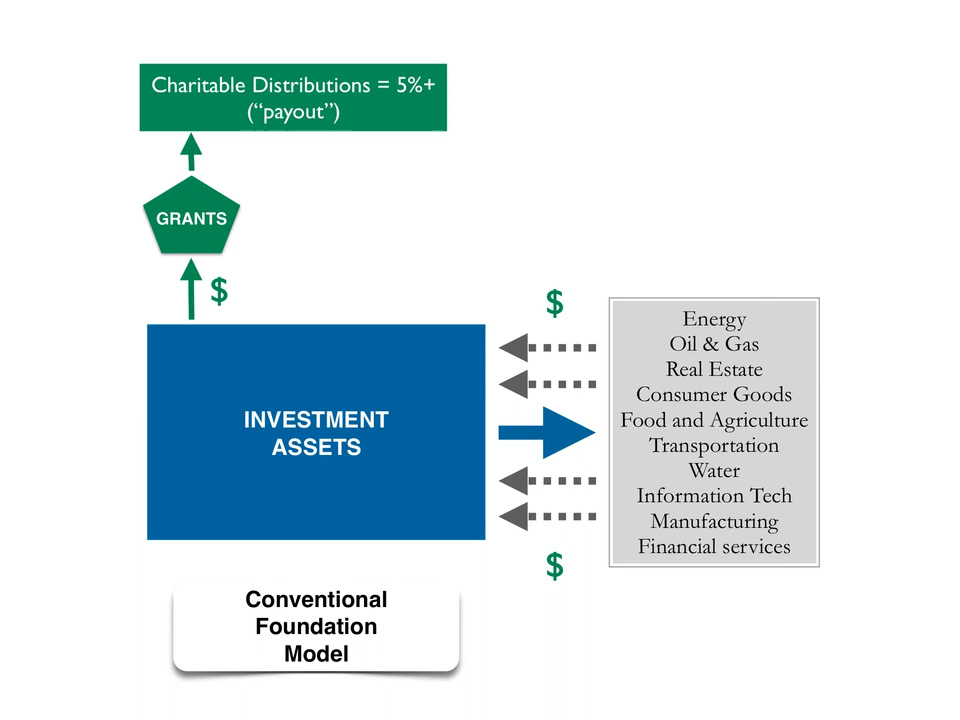 Charitable Distributions = 5%+
(“payout”)
GRANTS
$
$
INVESTMENT
ASSETS
Energy
Oil & Gas
Real Estate
Consumer Goods
Food and Agriculture
Transportation
Water
Information Tech
Manufacturing
Financial services
$
Conventional
Foundation
Model